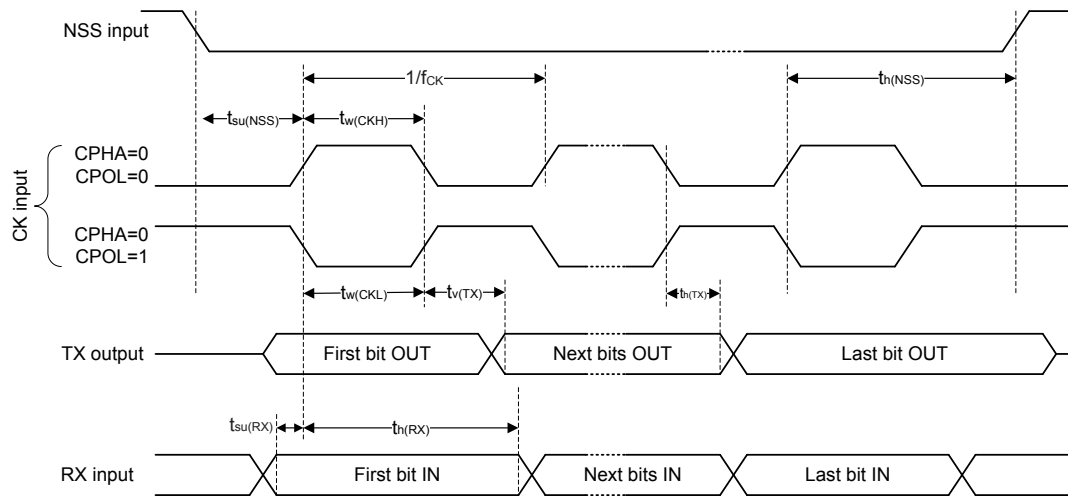 NSS input
1/fCK
th(NSS)
tsu(NSS)
tw(CKH)
CK input
CPHA=0
CPOL=0
CPHA=0
CPOL=1
tw(CKL)
tv(TX)
th(TX)
TX output
First bit OUT
Next bits OUT
Last bit OUT
tsu(RX)
th(RX)
RX input
First bit IN
Next bits IN
Last bit IN